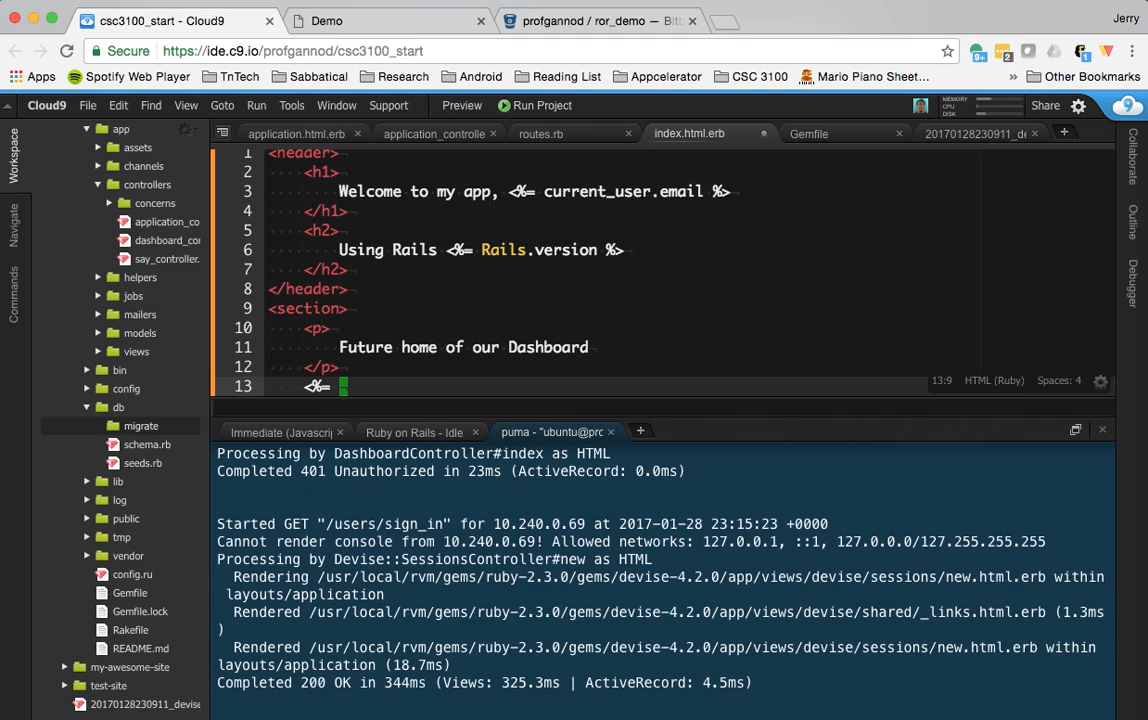 csc3100_start - Cloud9
Demo
profgannod / ror_demo — Bitb
Jerry
Secure https://ide.c9.io/profgannod/csc3100_start
9+ 2 1
Apps Spotify Web Player TnTech Sabbatical Research Android Reading List Appcelerator CSC 3100 Mario Piano Sheet... » Other Bookmarks
Cloud9 File Edit Find View Goto Run Tools Window Support Preview Run Project MEMORY CPU DISK Share
application.html.erb application_controlle routes.rb index.html.erb Gemfile 20170128230911_de
Workspace
Navigate
Commands
app
assets
channels
controllers
concerns
application_co
dashboard_cor
say_controller.
helpers
jobs
mailers
models
views
bin
config
db
migrate
schema.rb
seeds.rb
lib
log
public
tmp
vendor
config.ru
Gemfile
Gemfile.lock
Rakefile
README.md
my-awesome-site
test-site
20170128230911_devise
1 <header>
2 <h1>
3 Welcome to my app, <%= current_user.email %>
4 </h1>
5 <h2>
6 Using Rails <%= Rails.version %>
7 </h2>
8 </header>
9 <section>
10 <p>
11 Future home of our Dashboard
12 </p>
13 <%=
13:9 HTML (Ruby) Spaces: 4
Collaborate
Outline
Debugger
Immediate (Javascrip Ruby on Rails - Idle puma - "ubuntu@prc
Processing by DashboardController#index as HTML
Completed 401 Unauthorized in 23ms (ActiveRecord: 0.0ms)
Started GET "/users/sign_in" for 10.240.0.69 at 2017-01-28 23:15:23 +0000
Cannot render console from 10.240.0.69! Allowed networks: 127.0.0.1, ::1, 127.0.0.0/127.255.255.255
Processing by Devise::SessionsController#new as HTML
Rendering /usr/local/rvm/gems/ruby-2.3.0/gems/devise-4.2.0/app/views/devise/sessions/new.html.erb within
layouts/application
Rendered /usr/local/rvm/gems/ruby-2.3.0/gems/devise-4.2.0/app/views/devise/shared/_links.html.erb (1.3ms
)
Rendered /usr/local/rvm/gems/ruby-2.3.0/gems/devise-4.2.0/app/views/devise/sessions/new.html.erb within
layouts/application (18.7ms)
Completed 200 OK in 344ms (Views: 325.3ms | ActiveRecord: 4.5ms)